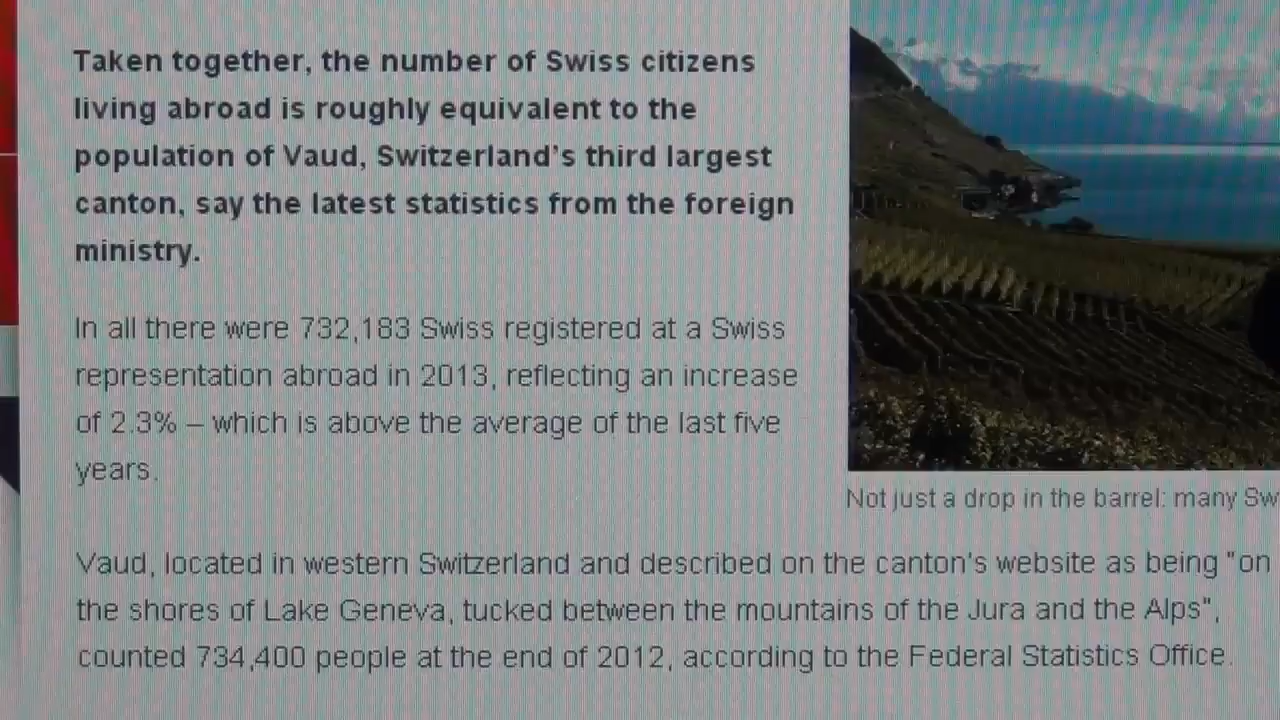 Taken together, the number of Swiss citizens
living abroad is roughly equivalent to the
population of Vaud, Switzerland's third largest
canton, say the latest statistics from the foreign
ministry.
In all there were 732,183 Swiss registered at a Swiss
representation abroad in 2013, reflecting an increase
of 2.3% – which is above the average of the last five
years.
Not just a drop in the barrel: many Sw
Vaud, located in western Switzerland and described on the canton's website as being "on
the shores of Lake Geneva, tucked between the mountains of the Jura and the Alps",
counted 734,400 people at the end of 2012, according to the Federal Statistics Office.